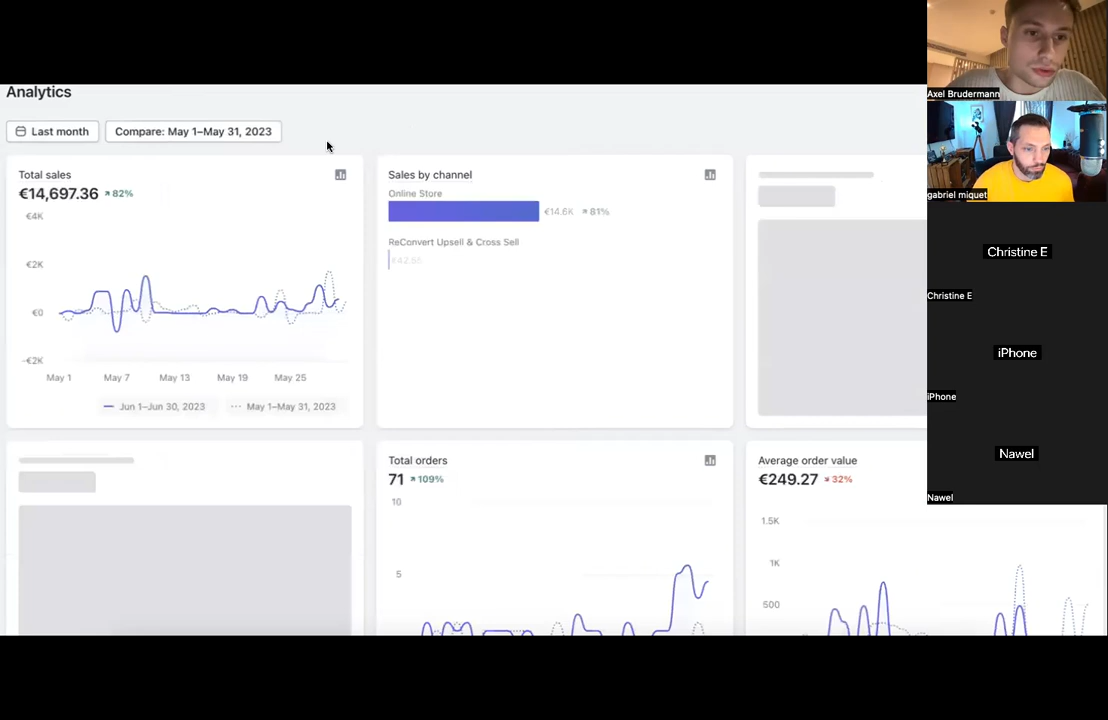 Analytics
Last month
Compare: May 1–May 31, 2023
Total sales
€14,697.36 82%
€4K
€2K
€0
-€2K
May 1 May 7 May 13 May 19 May 25
Jun 1–Jun 30, 2023 May 1–May 31, 2023
Sales by channel
Online Store
€14.6K 81%
ReConvert Upsell & Cross Sell
€42.95
Total orders
71 109%
10
5
Average order value
€249.27 32%
1.5K
1K
500
Axel Brudermann
gabriel miquet
Christine E
Christine E
iPhone
iPhone
Nawel
Nawel